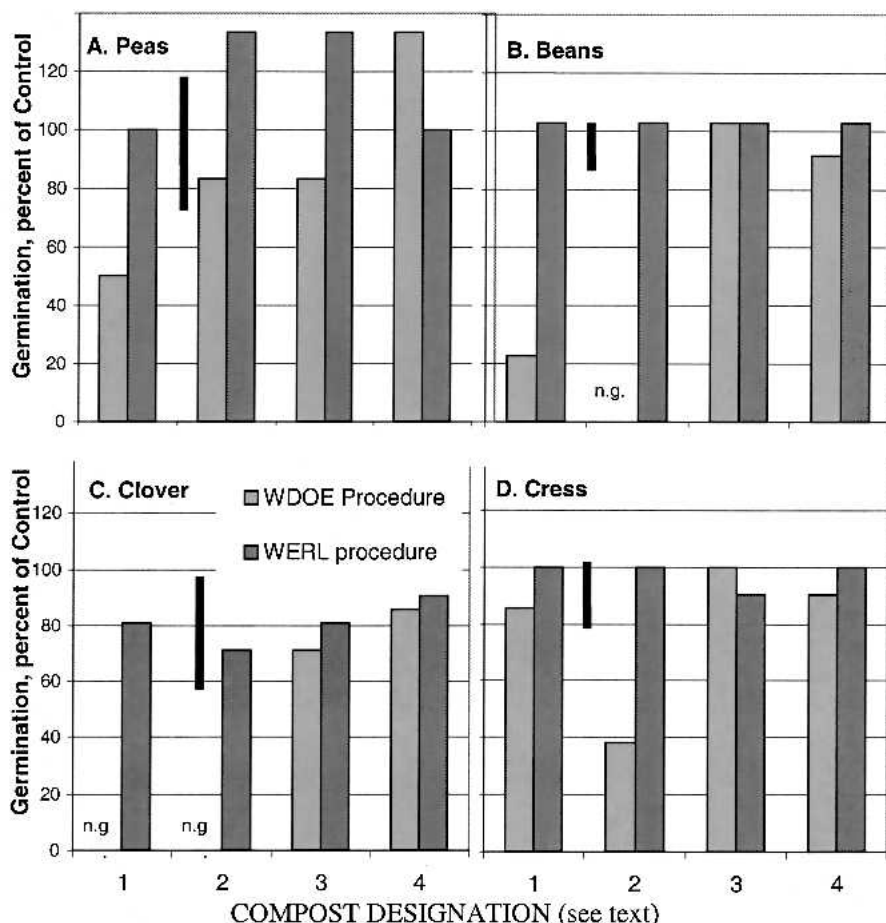 A. Peas
B. Beans
Germination, percent of Control
120
100
80
60
40
20
0
n.g.
C. Clover
WDOE Procedure
WERL procedure
D. Cress
Germination, percent of Control
120
100
80
60
40
20
0
n.g
n.g
1 2 3 4 1 2 3 4
COMPOST DESIGNATION (see text)